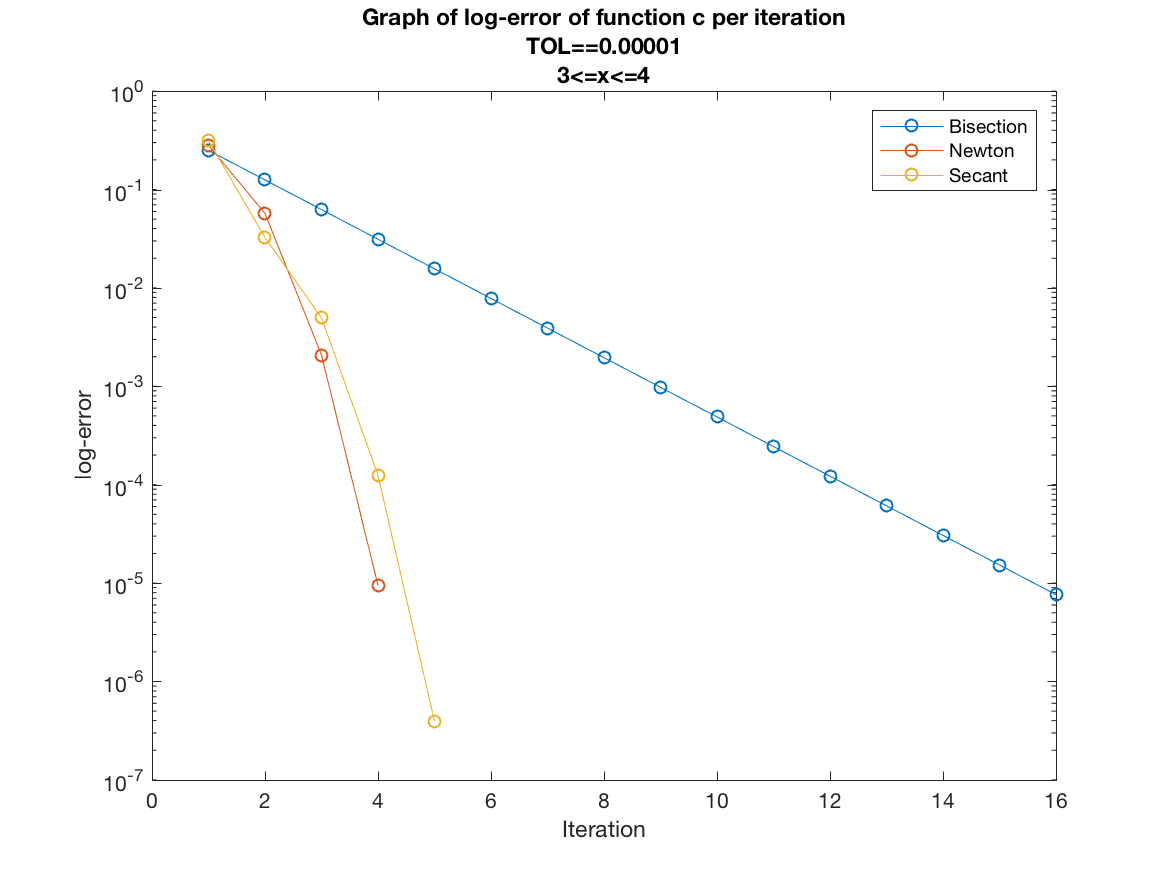 Graph of log-error of function c per iteration
TOL==0.00001
3<=x<=4
10^0
10^-1
10^-2
10^-3
10^-4
10^-5
10^-6
10^-7
log-error
Bisection
Newton
Secant
0 2 4 6 8 10 12 14 16
Iteration